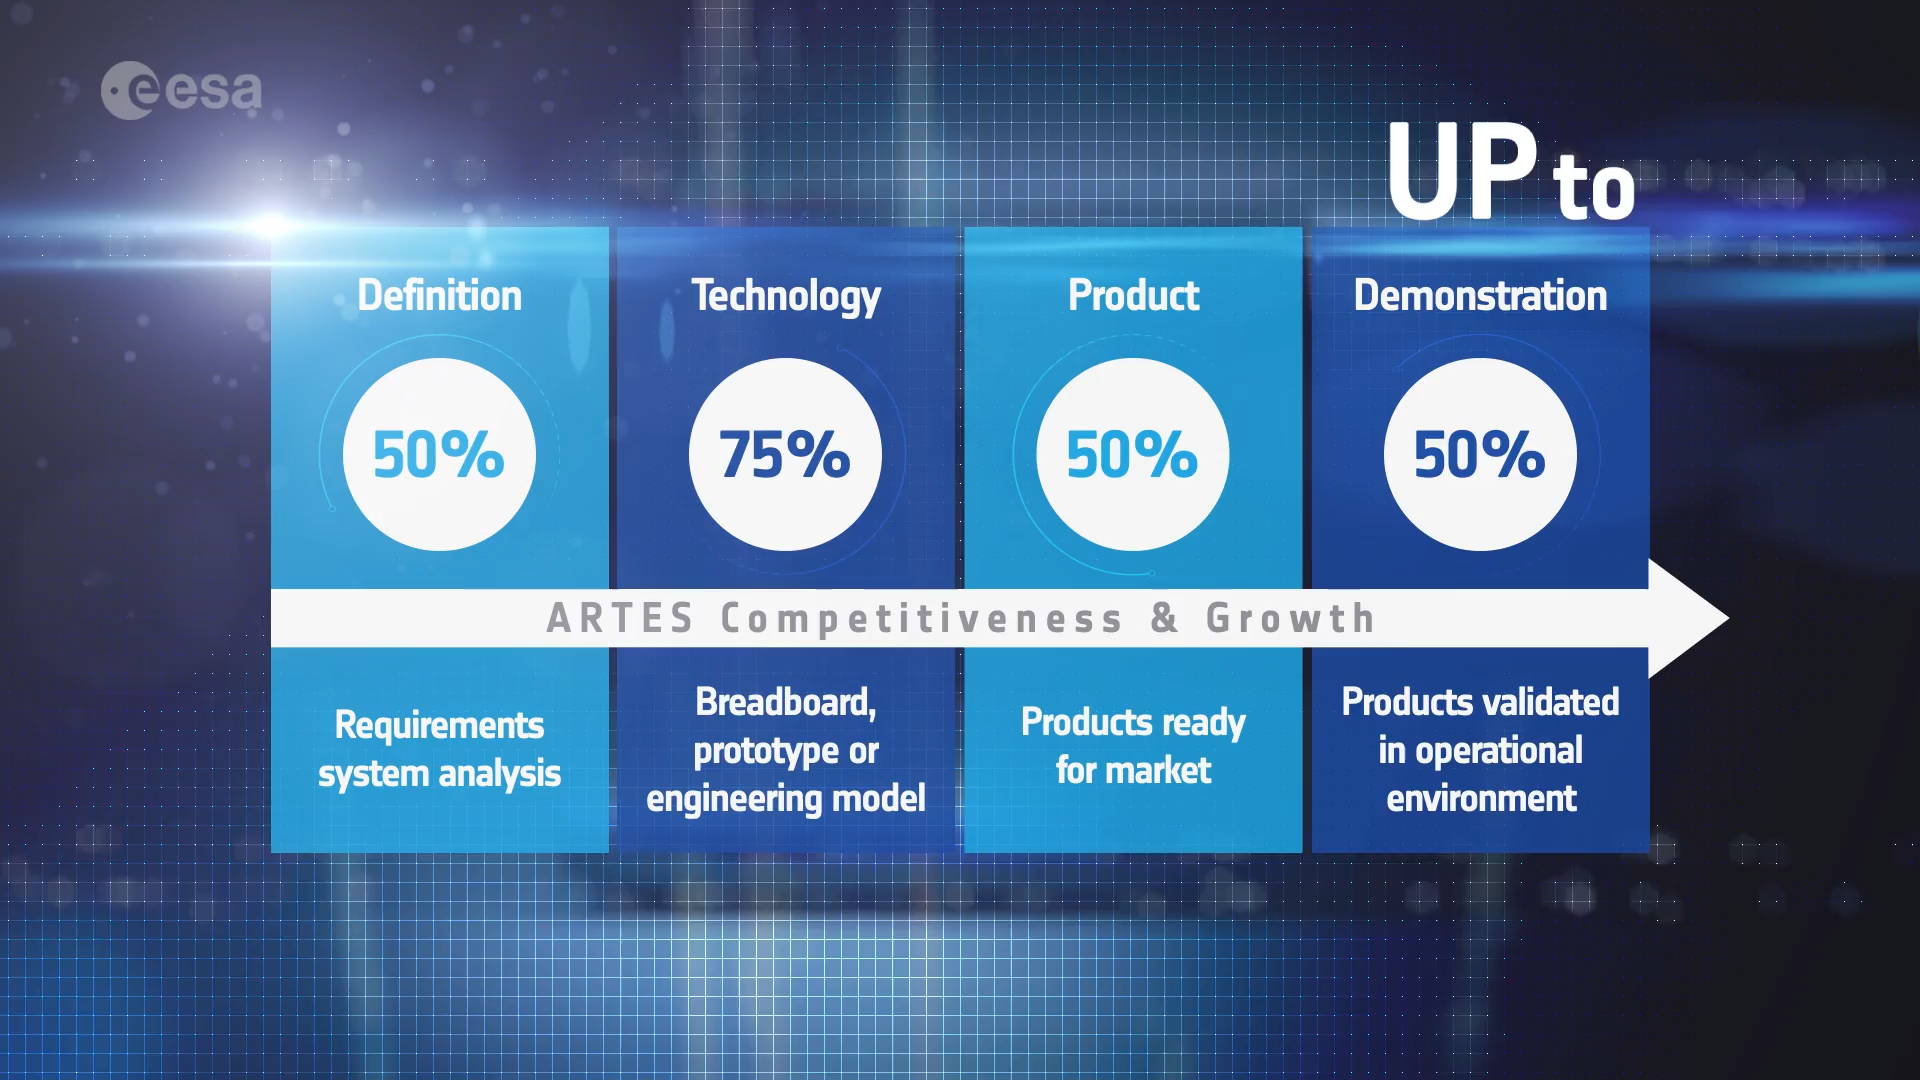 eesa
UP to
Definition
Technology
Product
Demonstration
50%
75%
50%
50%
ARTES Competitiveness & Growth
Requirements
system analysis
Breadboard,
prototype or
engineering model
Products ready
for market
Products validated
in operational
environment